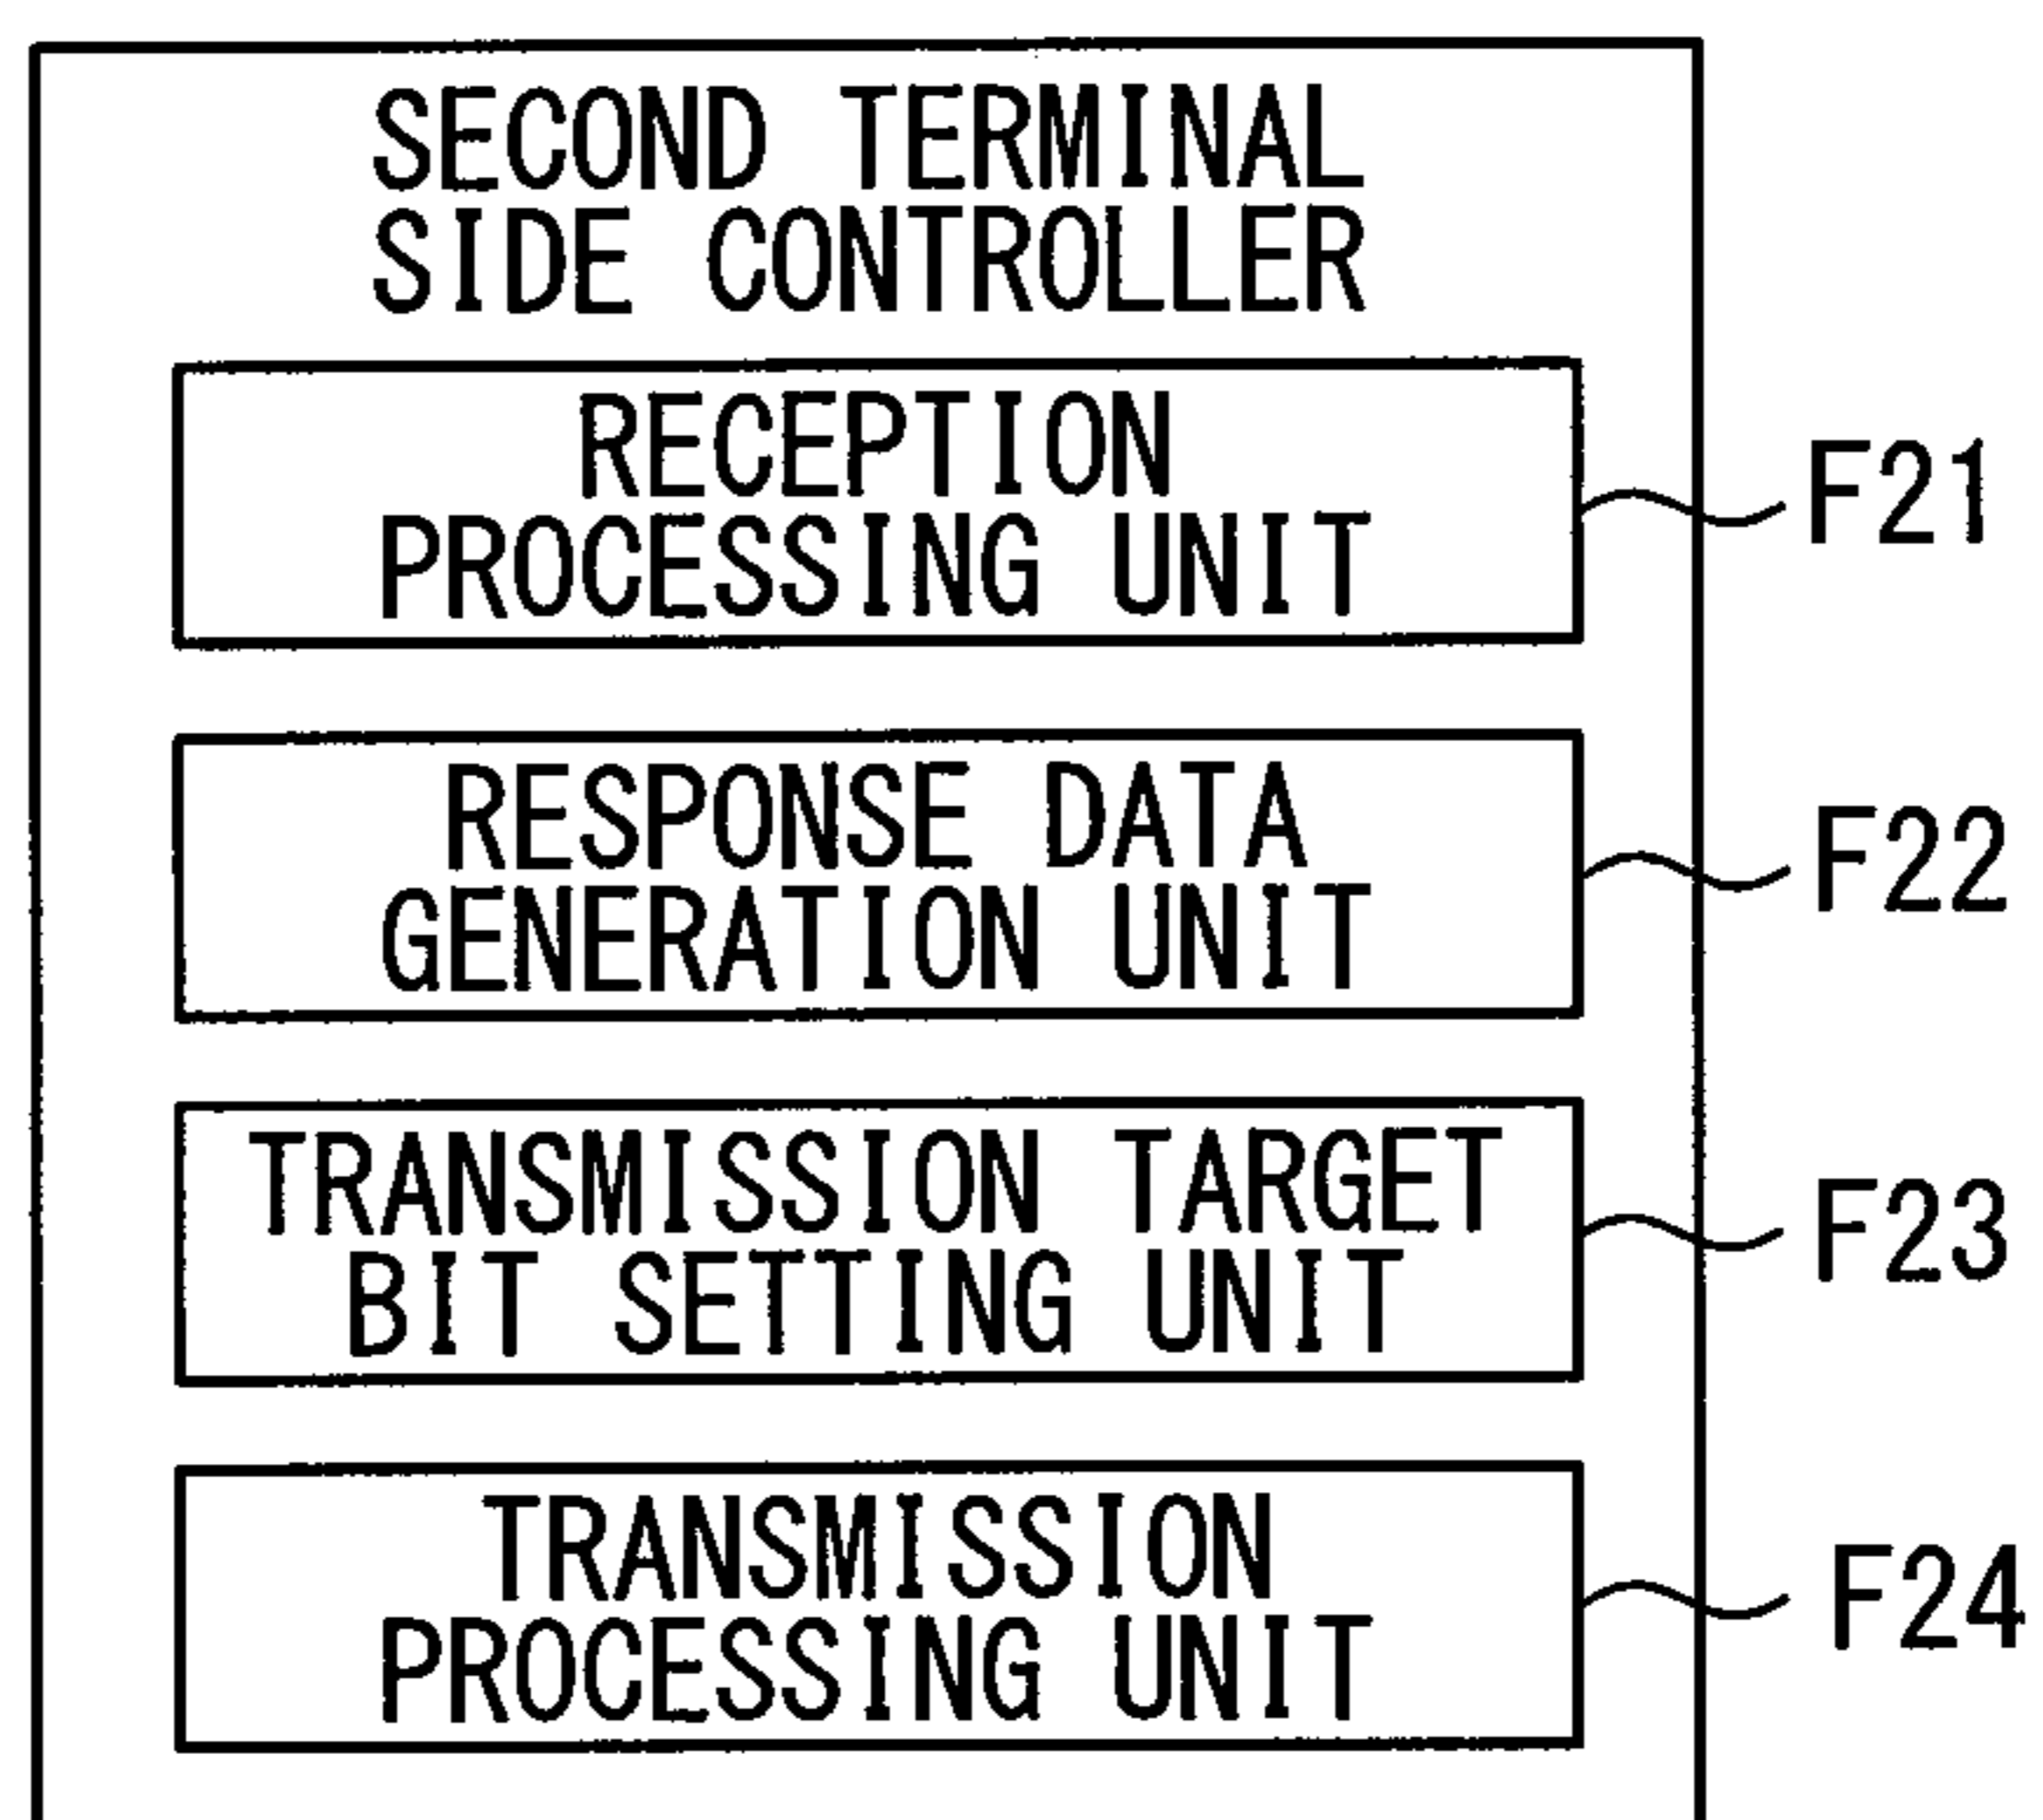 SECOND TERMINAL
SIDE CONTROLLER
RECEPTION
PROCESSING UNIT
F21
RESPONSE DATA
GENERATION UNIT
F22
TRANSMISSION TARGET
BIT SETTING UNIT
F23
TRANSMISSION
PROCESSING UNIT
F24